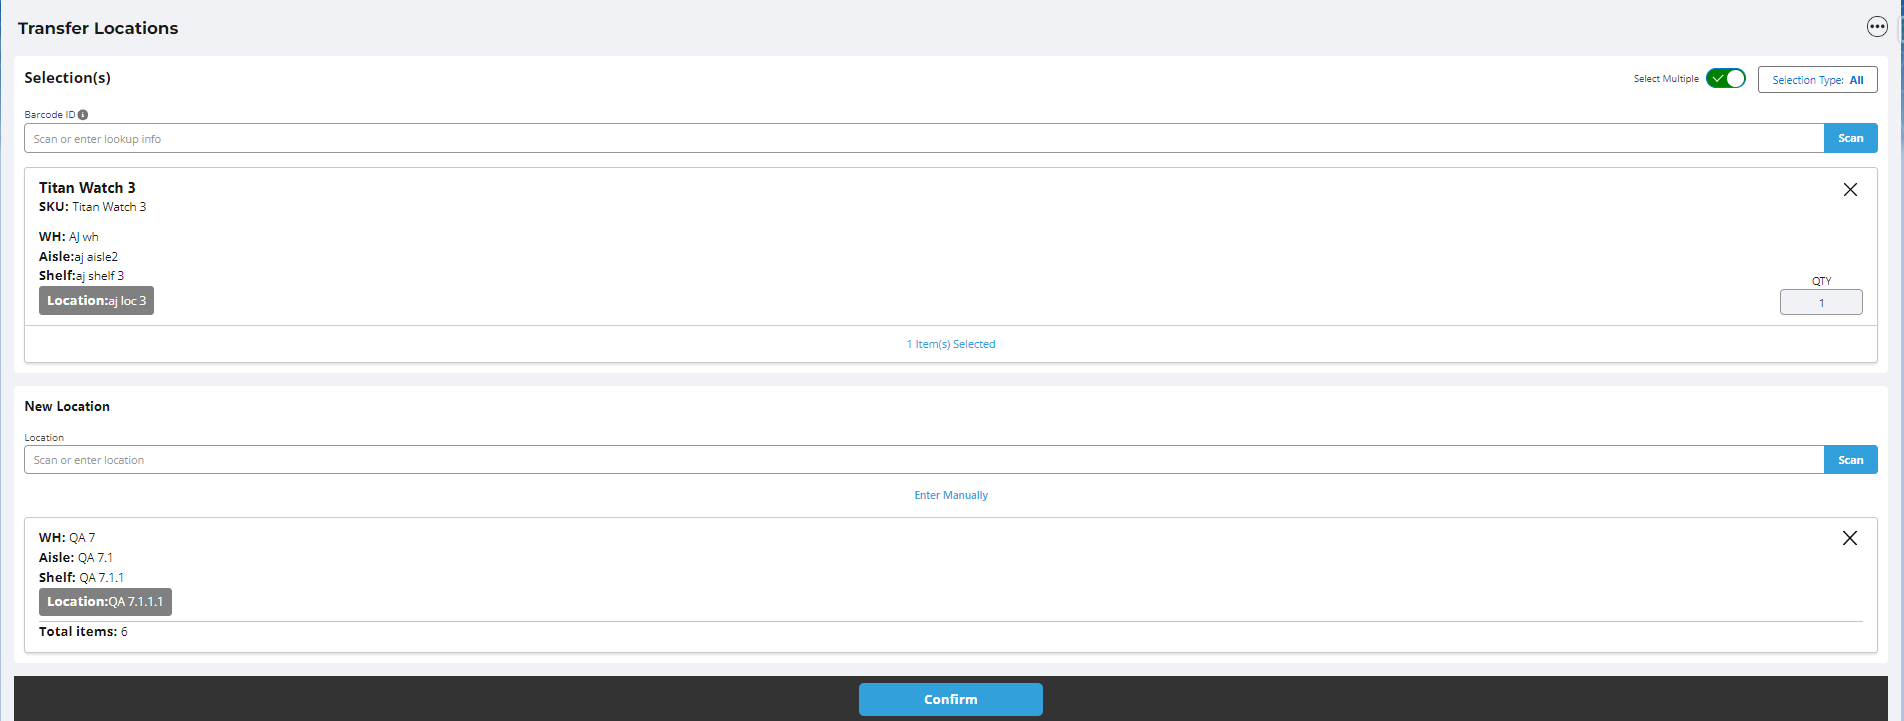 Transfer Locations
Selection(s)
Select Multiple
Selection Type: All
Barcode ID
Scan or enter lookup info
Scan
Titan Watch 3
SKU: Titan Watch 3
WH: AJ wh
Aisle:aj aisle2
Shelf:aj shelf 3
Location:aj loc 3
QTY
1
1 Item(s) Selected
New Location
Location
Scan or enter location
Scan
Enter Manually
WH: QA 7
Aisle: QA 7.1
Shelf: QA 7.1.1
Location:QA 7.1.1.1
Total items: 6
Confirm